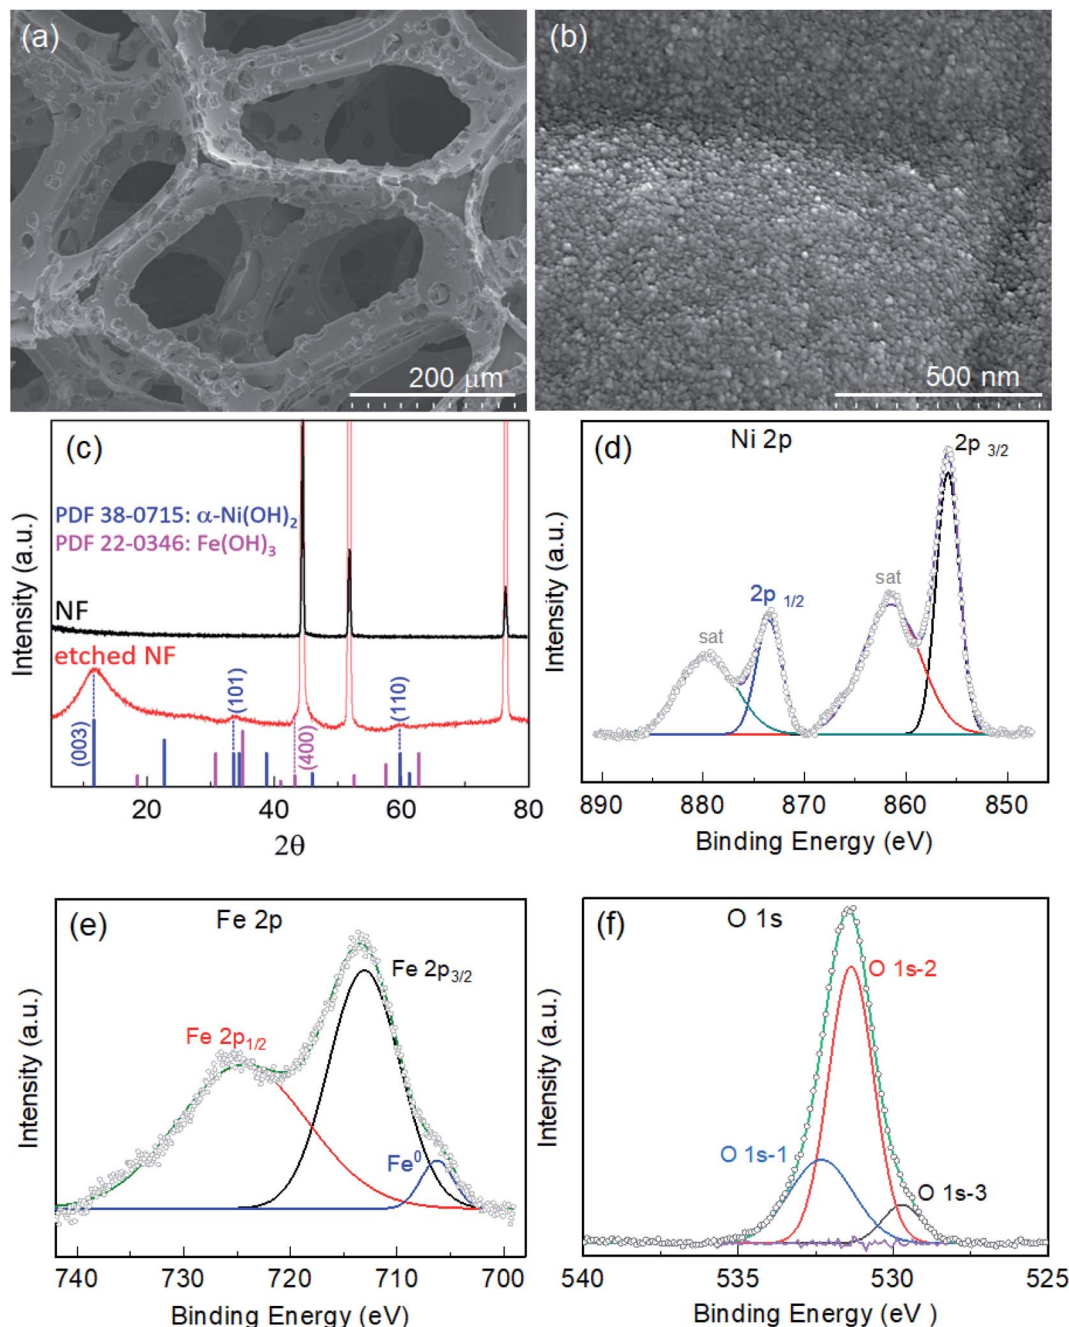 (a)
200 μm
(b)
500 nm
(c)
PDF 38-0715: α-Ni(OH)₂
PDF 22-0346: Fe(OH)₃
NF
etched NF
(003)
(101)
(400)
(110)
Intensity (a.u.)
20 40 60 80
2θ
(d)
Ni 2p
2p 3/2
sat
2p 1/2
sat
Intensity (a.u.)
890 880 870 860 850
Binding Energy (eV)
(e)
Fe 2p
Fe 2p3/2
Fe 2p1/2
Fe⁰
Intensity (a.u.)
740 730 720 710 700
Binding Energy (eV)
(f)
O 1s
O 1s-2
O 1s-1
O 1s-3
Intensity (a.u.)
540 535 530 525
Binding Energy (eV )